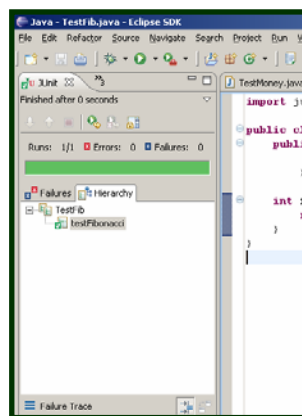 Java - TestFib.java - Eclipse SDK
File Edit Refactor Source Navigate Search Project Run
JUnit
TestMoney.java
Finished after 0 seconds
Runs: 1/1 Errors: 0 Failures: 0
Failures Hierarchy
TestFib
testFibonacci
import
public
int
}
}
Failure Trace